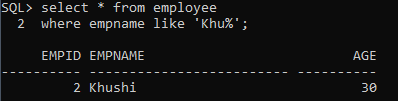 SQL> select * from employee
  2  where empname like 'Khu%';

     EMPID EMPNAME                               AGE
---------- ------------------------- ----------
         2 Khushi                                 30